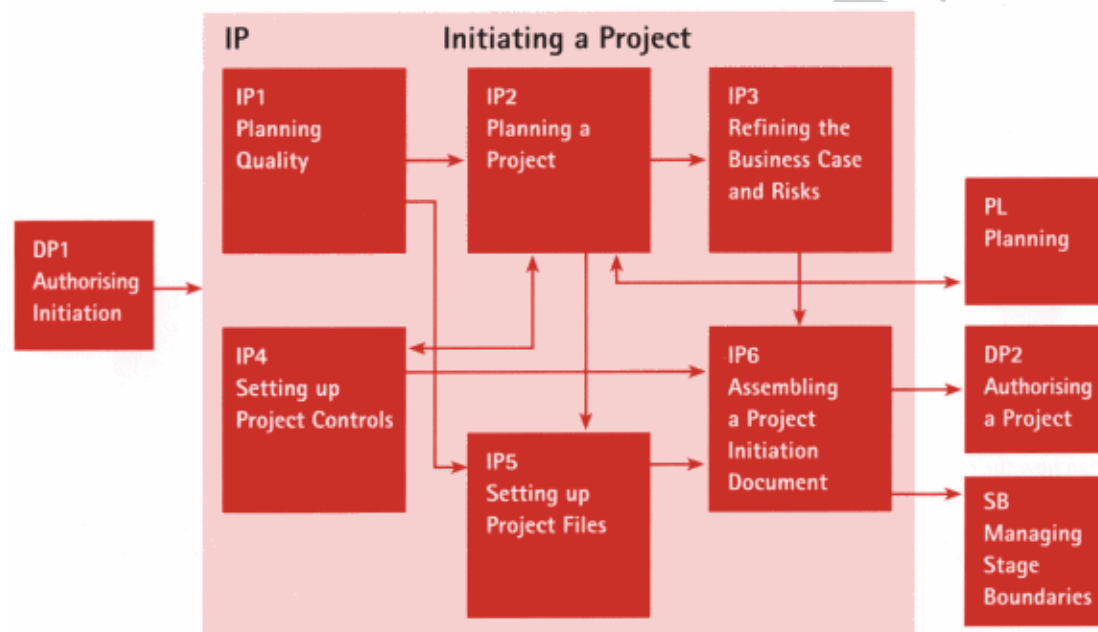 IP
Initiating a Project
IP1
Planning
Quality
IP2
Planning a
Project
IP3
Refining the
Business Case
and Risks
DP1
Authorising
Initiation
PL
Planning
IP4
Setting up
Project Controls
IP6
Assembling
a Project
Initiation
Document
DP2
Authorising
a Project
IP5
Setting up
Project Files
SB
Managing
Stage
Boundaries